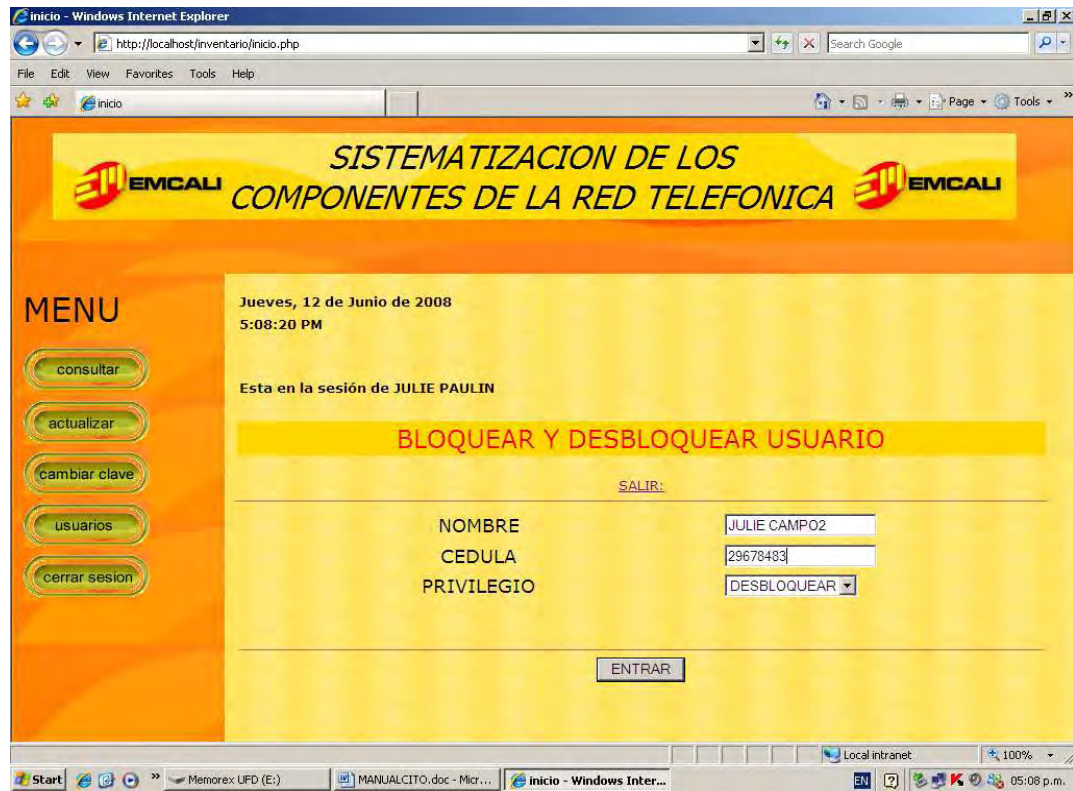 inicio - Windows Internet Explorer
http://localhost/inventario/inicio.php
Search Google
File Edit View Favorites Tools Help
inicio
Page Tools »
EMCALI
SISTEMATIZACION DE LOS
COMPONENTES DE LA RED TELEFONICA
EMCALI
MENU
consultar
actualizar
cambiar clave
usuarios
cerrar sesion
Jueves, 12 de Junio de 2008
5:08:20 PM
Esta en la sesión de JULIE PAULIN
BLOQUEAR Y DESBLOQUEAR USUARIO
SALIR:
NOMBRE JULIE CAMPO2
CEDULA 29678483
PRIVILEGIO DESBLOQUEAR
ENTRAR
Local intranet 100%
Start » Memorex UFD (E:) MANUALCITO.doc - Micr... inicio - Windows Inter... EN 05:08 p.m.